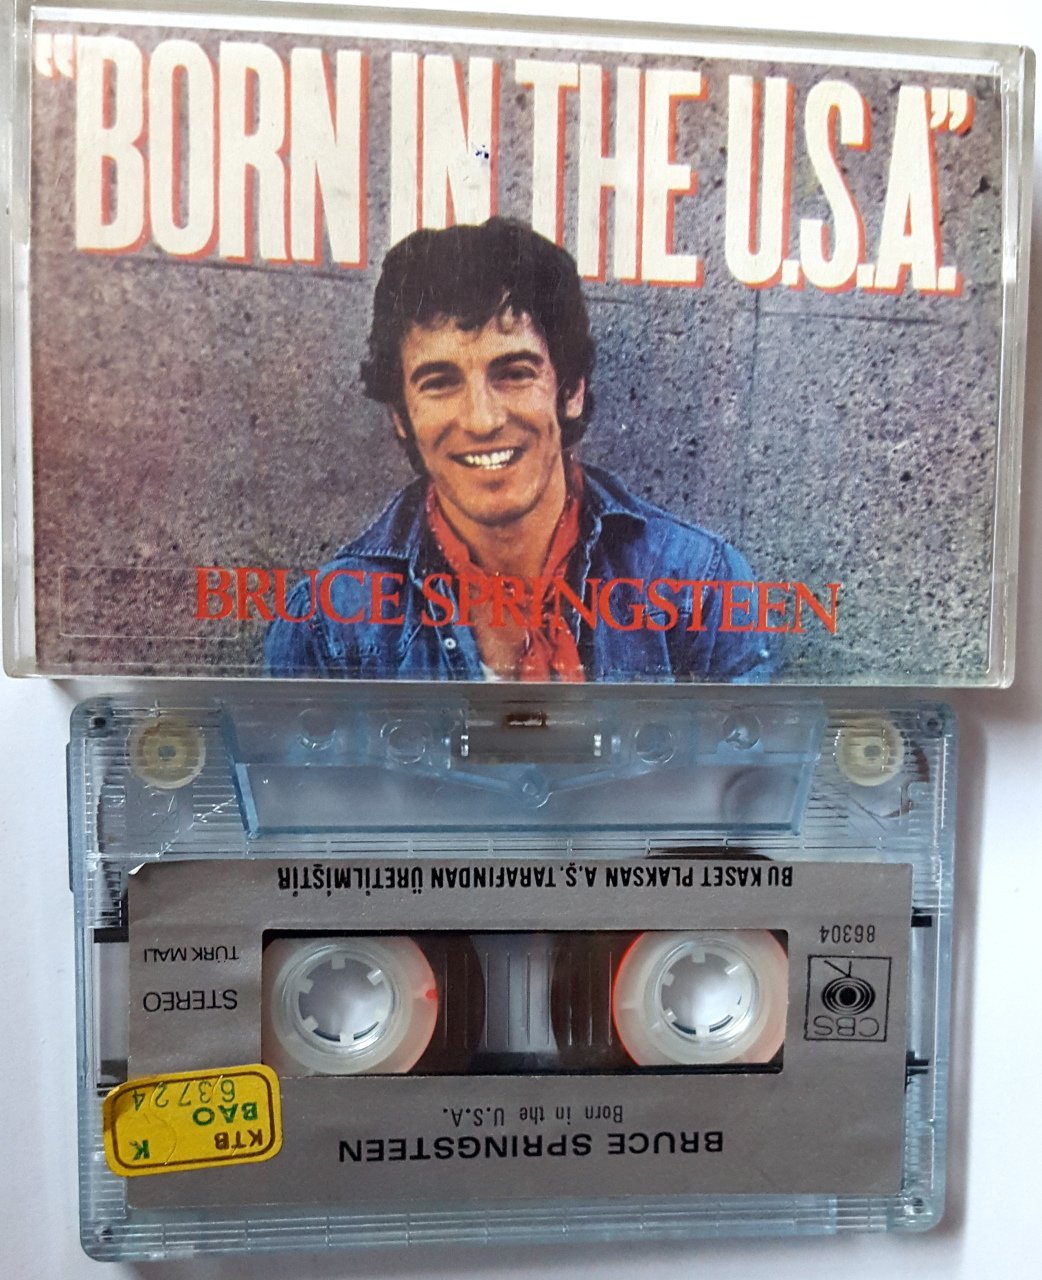 “BORN IN THE U.S.A.”
BRUCE SPRINGSTEEN
BRUCE SPRINGSTEEN
Born in the U.S.A.
KTB
K
BAO
63724
STEREO
TÜRK MALI
CBS
86304
BU KASET PLAKSAN A.Ş. TARAFINDAN ÜRETİLMİŞTİR